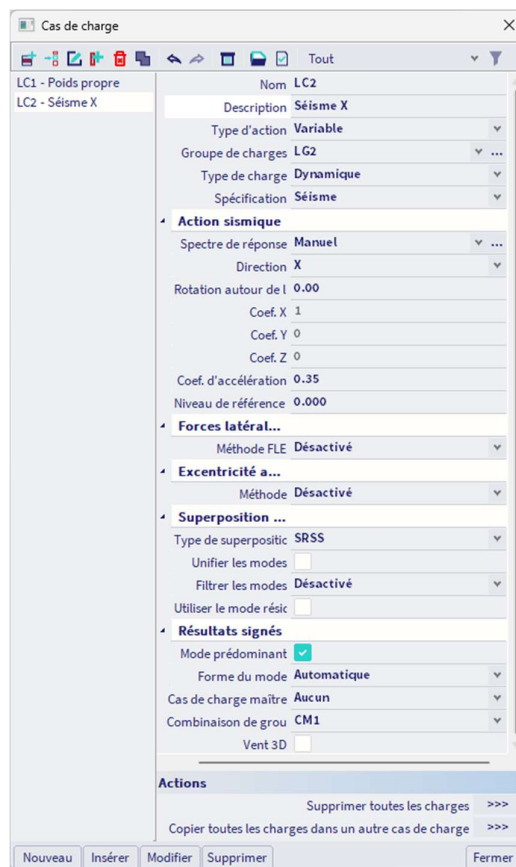 Cas de charge
Tout
LC1 - Poids propre
LC2 - Séisme X
Nom LC2
Description Séisme X
Type d'action Variable
Groupe de charges LG2 ...
Type de charge Dynamique
Spécification Séisme
Action sismique
Spectre de réponse Manuel ...
Direction X
Rotation autour de l 0.00
Coef. X 1
Coef. Y 0
Coef. Z 0
Coef. d'accélération 0.35
Niveau de référence 0.000
Forces latéral...
Méthode FLE Désactivé
Excentricité a...
Méthode Désactivé
Superposition ...
Type de superpositic SRSS
Unifier les modes
Filtrer les modes Désactivé
Utiliser le mode résic
Résultats signés
Mode prédominant
Forme du mode Automatique
Cas de charge maître Aucun
Combinaison de grou CM1
Vent 3D
Actions
Supprimer toutes les charges >>>
Copier toutes les charges dans un autre cas de charge >>>
Nouveau Insérer Modifier Supprimer Fermer